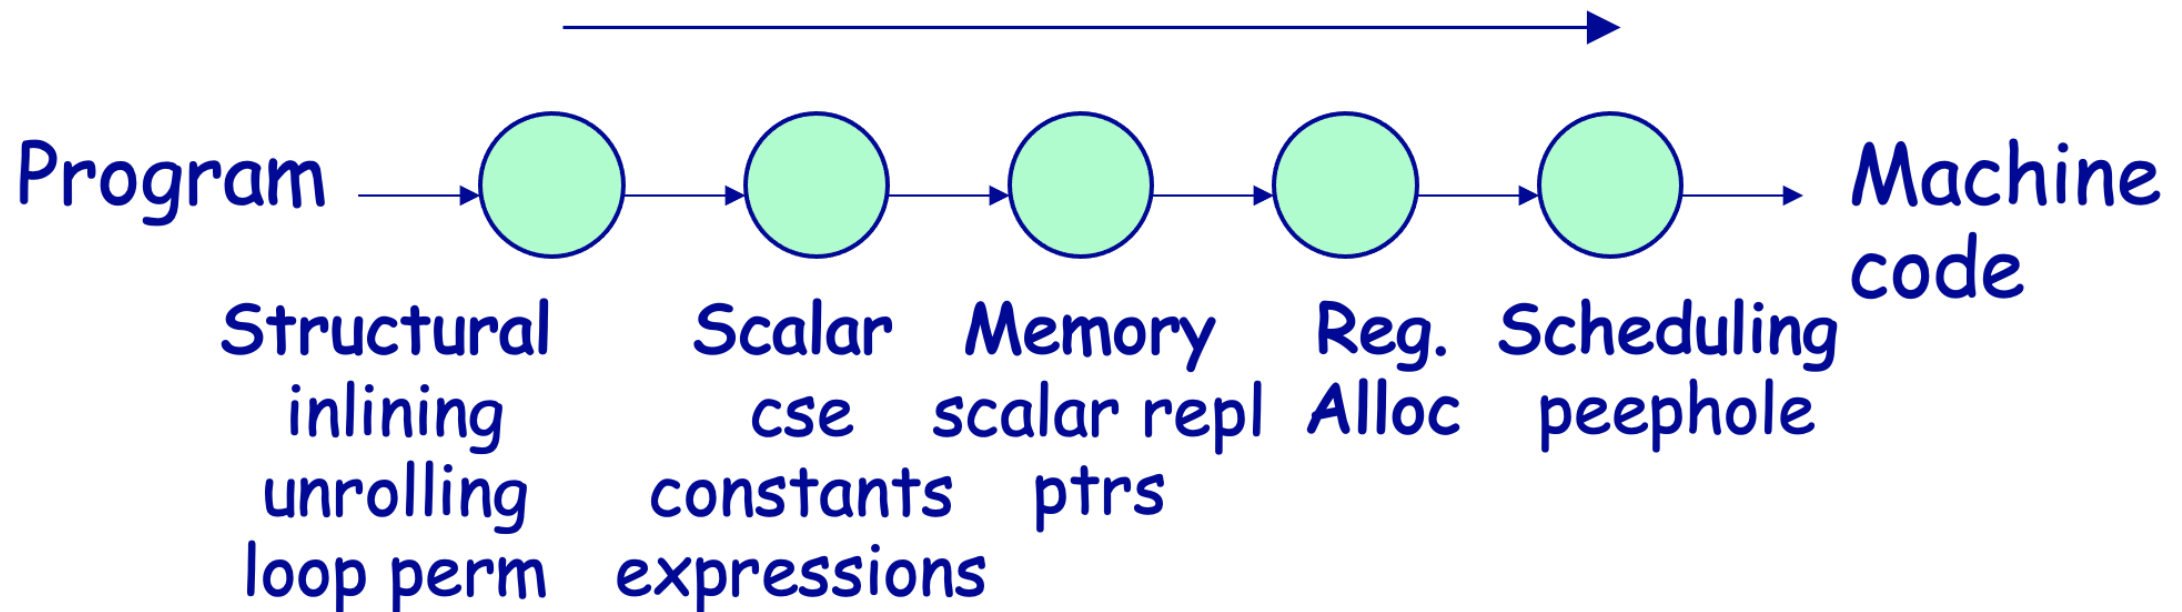 Program
Machine
code
Structural
inlining
unrolling
loop perm
Scalar
cse
constants
expressions
Memory
scalar repl
ptrs
Reg.
Alloc
Scheduling
peephole